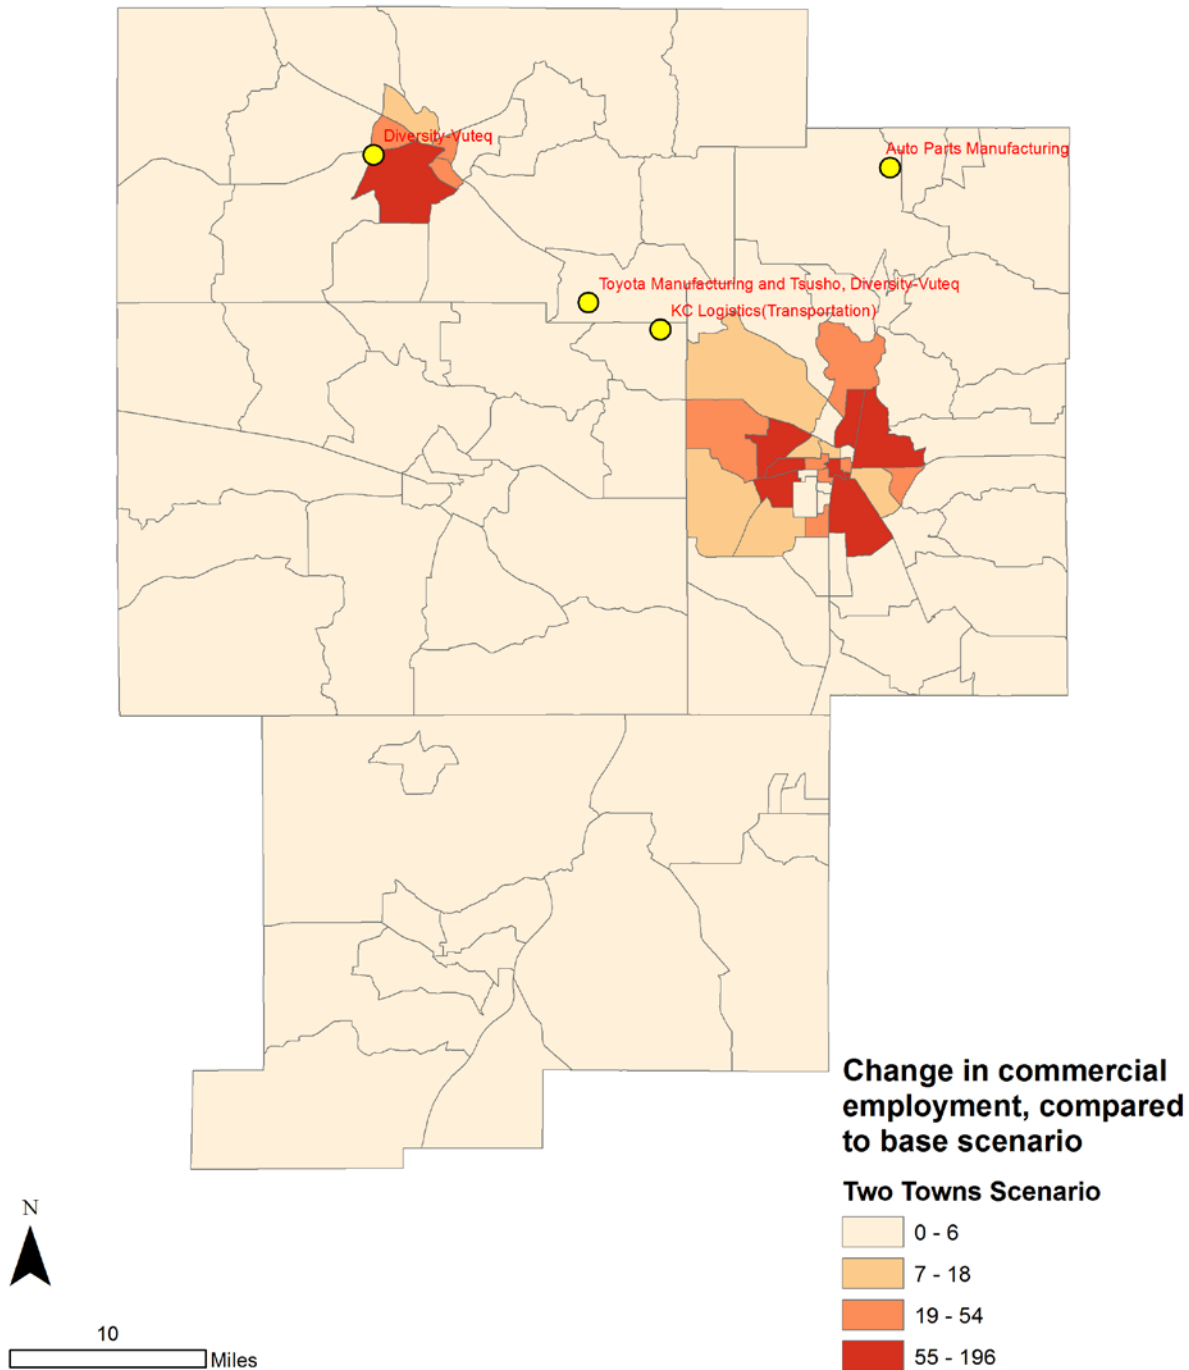 Diversity-Vuteq
Auto Parts Manufacturing
Toyota Manufacturing and Tsusho, Diversity-Vuteq
KC Logistics(Transportation)
Change in commercial
employment, compared
to base scenario
Two Towns Scenario
0 - 6
7 - 18
19 - 54
55 - 196
N
10
Miles